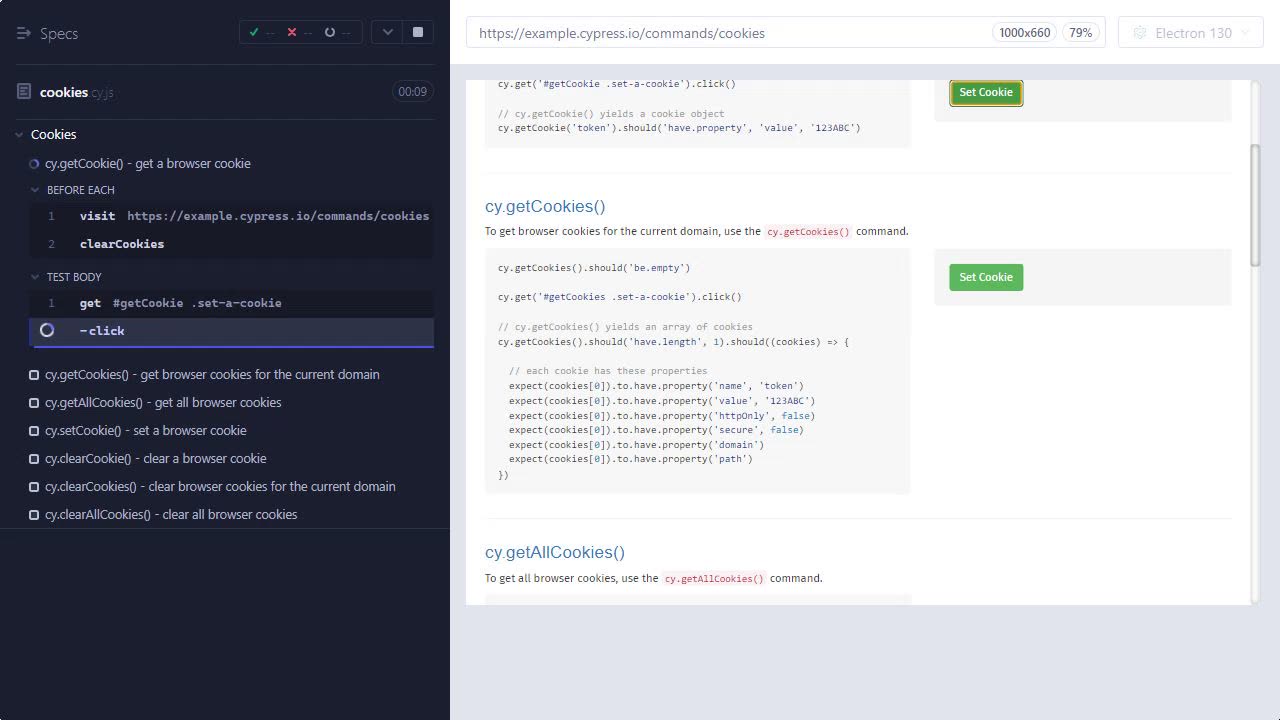 Specs
-- -- --
cookies.cy.js
00:09
Cookies
cy.getCookie() - get a browser cookie
BEFORE EACH
1 visit https://example.cypress.io/commands/cookies
2 clearCookies
TEST BODY
1 get #getCookie .set-a-cookie
-click
cy.getCookies() - get browser cookies for the current domain
cy.getAllCookies() - get all browser cookies
cy.setCookie() - set a browser cookie
cy.clearCookie() - clear a browser cookie
cy.clearCookies() - clear browser cookies for the current domain
cy.clearAllCookies() - clear all browser cookies
https://example.cypress.io/commands/cookies
1000x660
79%
Electron 130
cy.get('#getCookie .set-a-cookie').click()
// cy.getCookie() yields a cookie object
cy.getCookie('token').should('have.property', 'value', '123ABC')
Set Cookie
cy.getCookies()
To get browser cookies for the current domain, use the cy.getCookies() command.
cy.getCookies().should('be.empty')
cy.get('#getCookies .set-a-cookie').click()
// cy.getCookies() yields an array of cookies
cy.getCookies().should('have.length', 1).should((cookies) => {
// each cookie has these properties
expect(cookies[0]).to.have.property('name', 'token')
expect(cookies[0]).to.have.property('value', '123ABC')
expect(cookies[0]).to.have.property('httpOnly', false)
expect(cookies[0]).to.have.property('secure', false)
expect(cookies[0]).to.have.property('domain')
expect(cookies[0]).to.have.property('path')
})
Set Cookie
cy.getAllCookies()
To get all browser cookies, use the cy.getAllCookies() command.